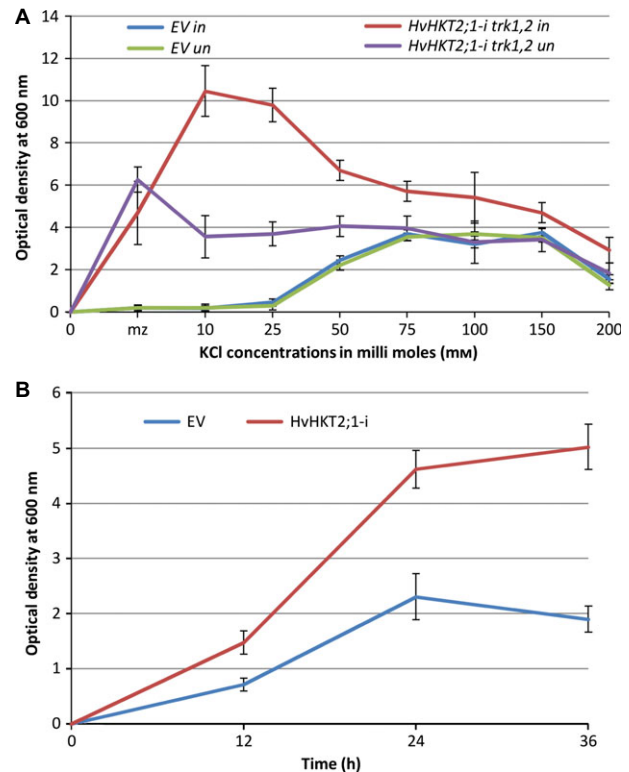 A
14
12
10
8
6
4
2
0
Optical density at 600 nm
EV in
HvHKT2;1-i trk1,2 in
EV un
HvHKT2;1-i trk1,2 un
0 mz 10 25 50 75 100 150 200
KCl concentrations in milli moles (mM)
B
6
5
4
3
2
1
0
Optical density at 600 nm
EV HvHKT2;1-i
0 12 24 36
Time (h)